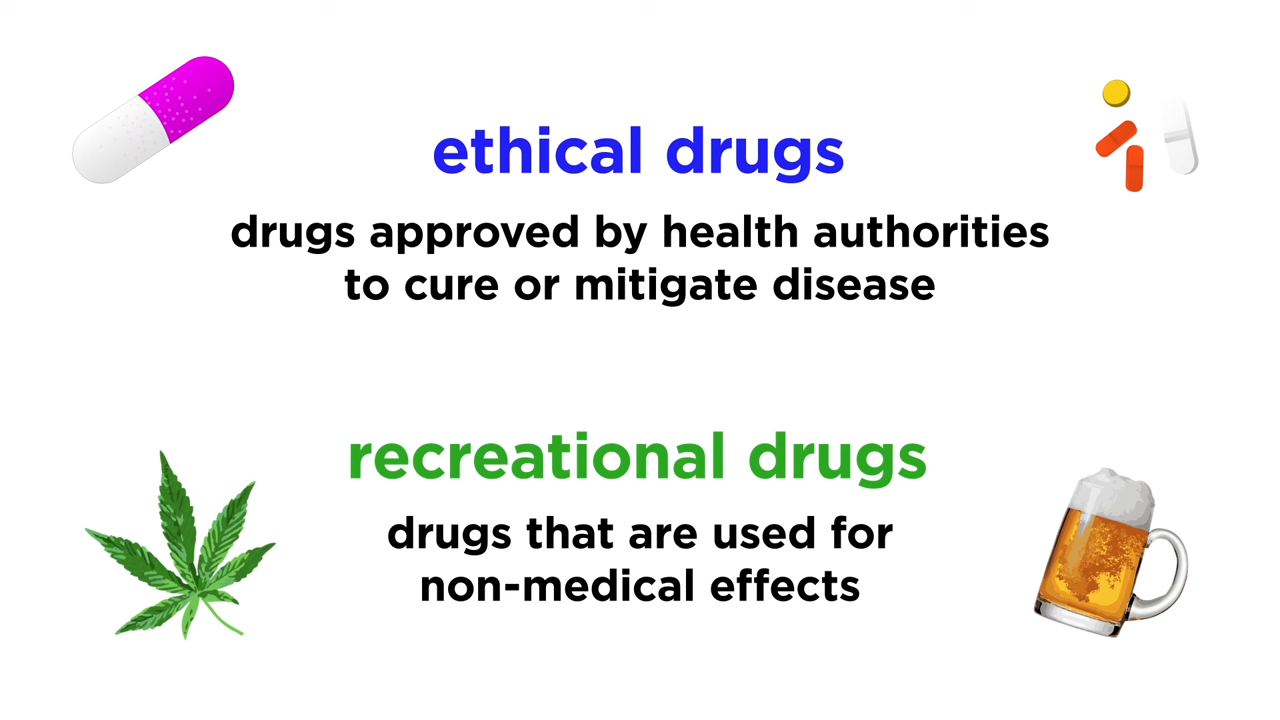 ethical drugs
drugs approved by health authorities
to cure or mitigate disease
recreational drugs
drugs that are used for
non-medical effects